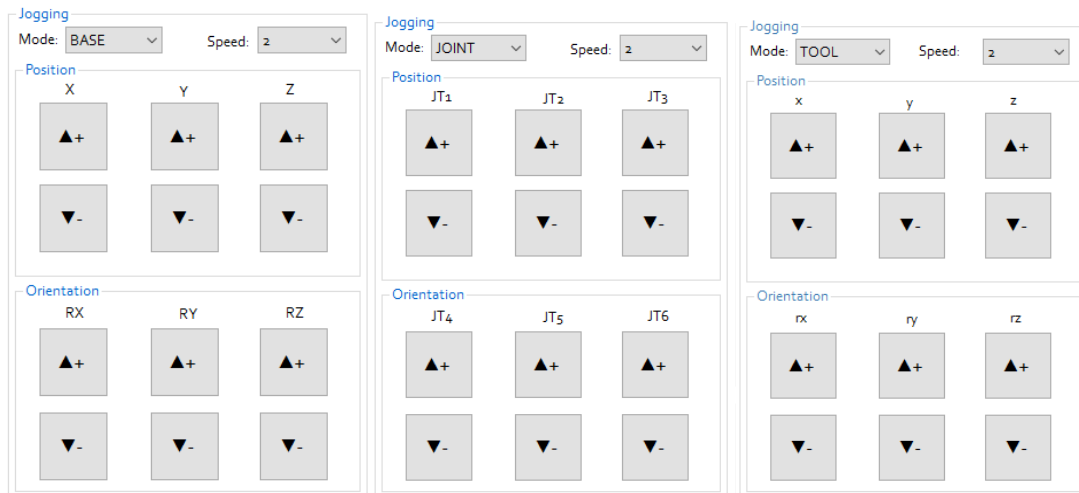 Jogging
Mode: BASE Speed: 2
Position
X Y Z
▲+ ▲+ ▲+
▼- ▼- ▼-
Orientation
RX RY RZ
▲+ ▲+ ▲+
▼- ▼- ▼-
Jogging
Mode: JOINT Speed: 2
Position
JT1 JT2 JT3
▲+ ▲+ ▲+
▼- ▼- ▼-
Orientation
JT4 JT5 JT6
▲+ ▲+ ▲+
▼- ▼- ▼-
Jogging
Mode: TOOL Speed: 2
Position
x y z
▲+ ▲+ ▲+
▼- ▼- ▼-
Orientation
rx ry rz
▲+ ▲+ ▲+
▼- ▼- ▼-